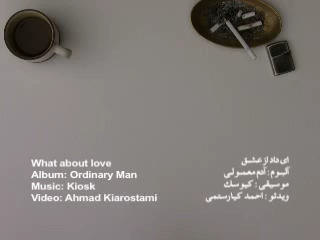 What about love
Album: Ordinary Man
Music: Kiosk
Video: Ahmad Kiarostami
ای داد از عشق
آلبوم : آدم معمولی
موسیقی : کیوسک
ویدئو : احمد کیارستمی